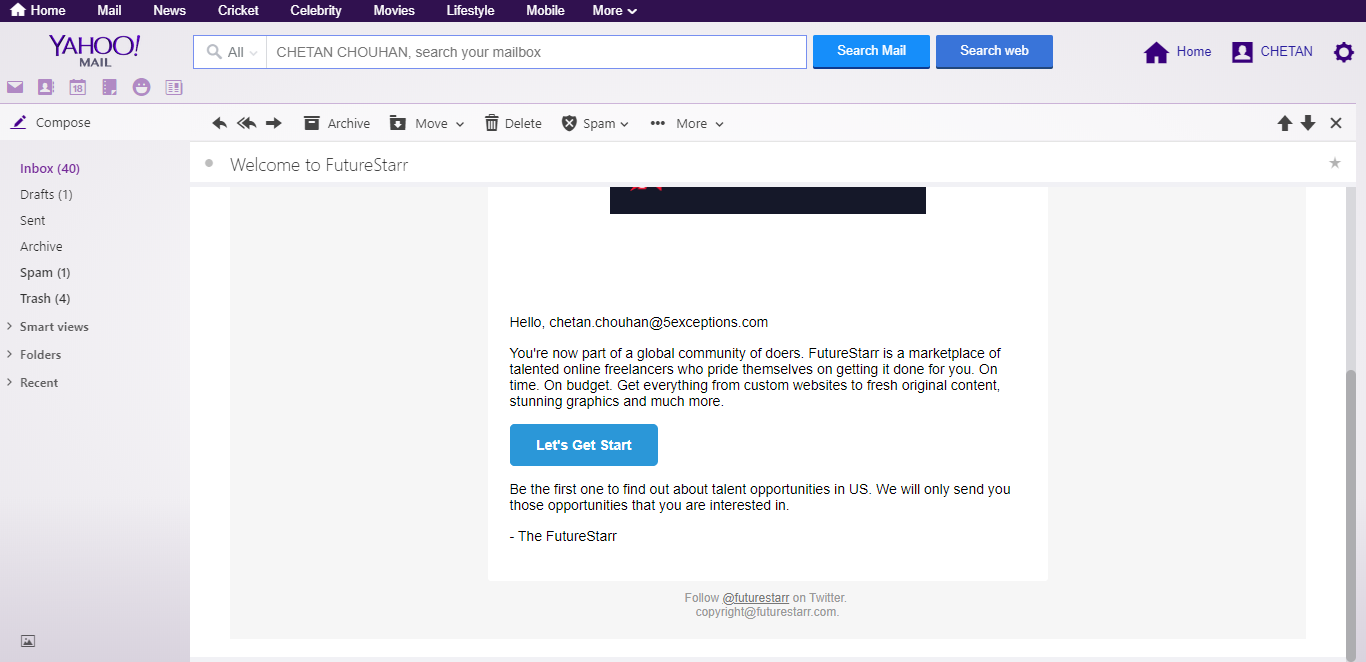 Home Mail News Cricket Celebrity Movies Lifestyle Mobile More
YAHOO!
MAIL
All CHETAN CHOUHAN, search your mailbox Search Mail Search web Home CHETAN
18
Compose Archive Move Delete Spam More
Welcome to FutureStarr
Inbox (40)
Drafts (1)
Sent
Archive
Spam (1)
Trash (4)
Smart views
Folders
Recent
Hello, chetan.chouhan@5exceptions.com
You're now part of a global community of doers. FutureStarr is a marketplace of
talented online freelancers who pride themselves on getting it done for you. On
time. On budget. Get everything from custom websites to fresh original content,
stunning graphics and much more.
Let's Get Start
Be the first one to find out about talent opportunities in US. We will only send you
those opportunities that you are interested in.
- The FutureStarr
Follow @futurestarr on Twitter.
copyright@futurestarr.com.